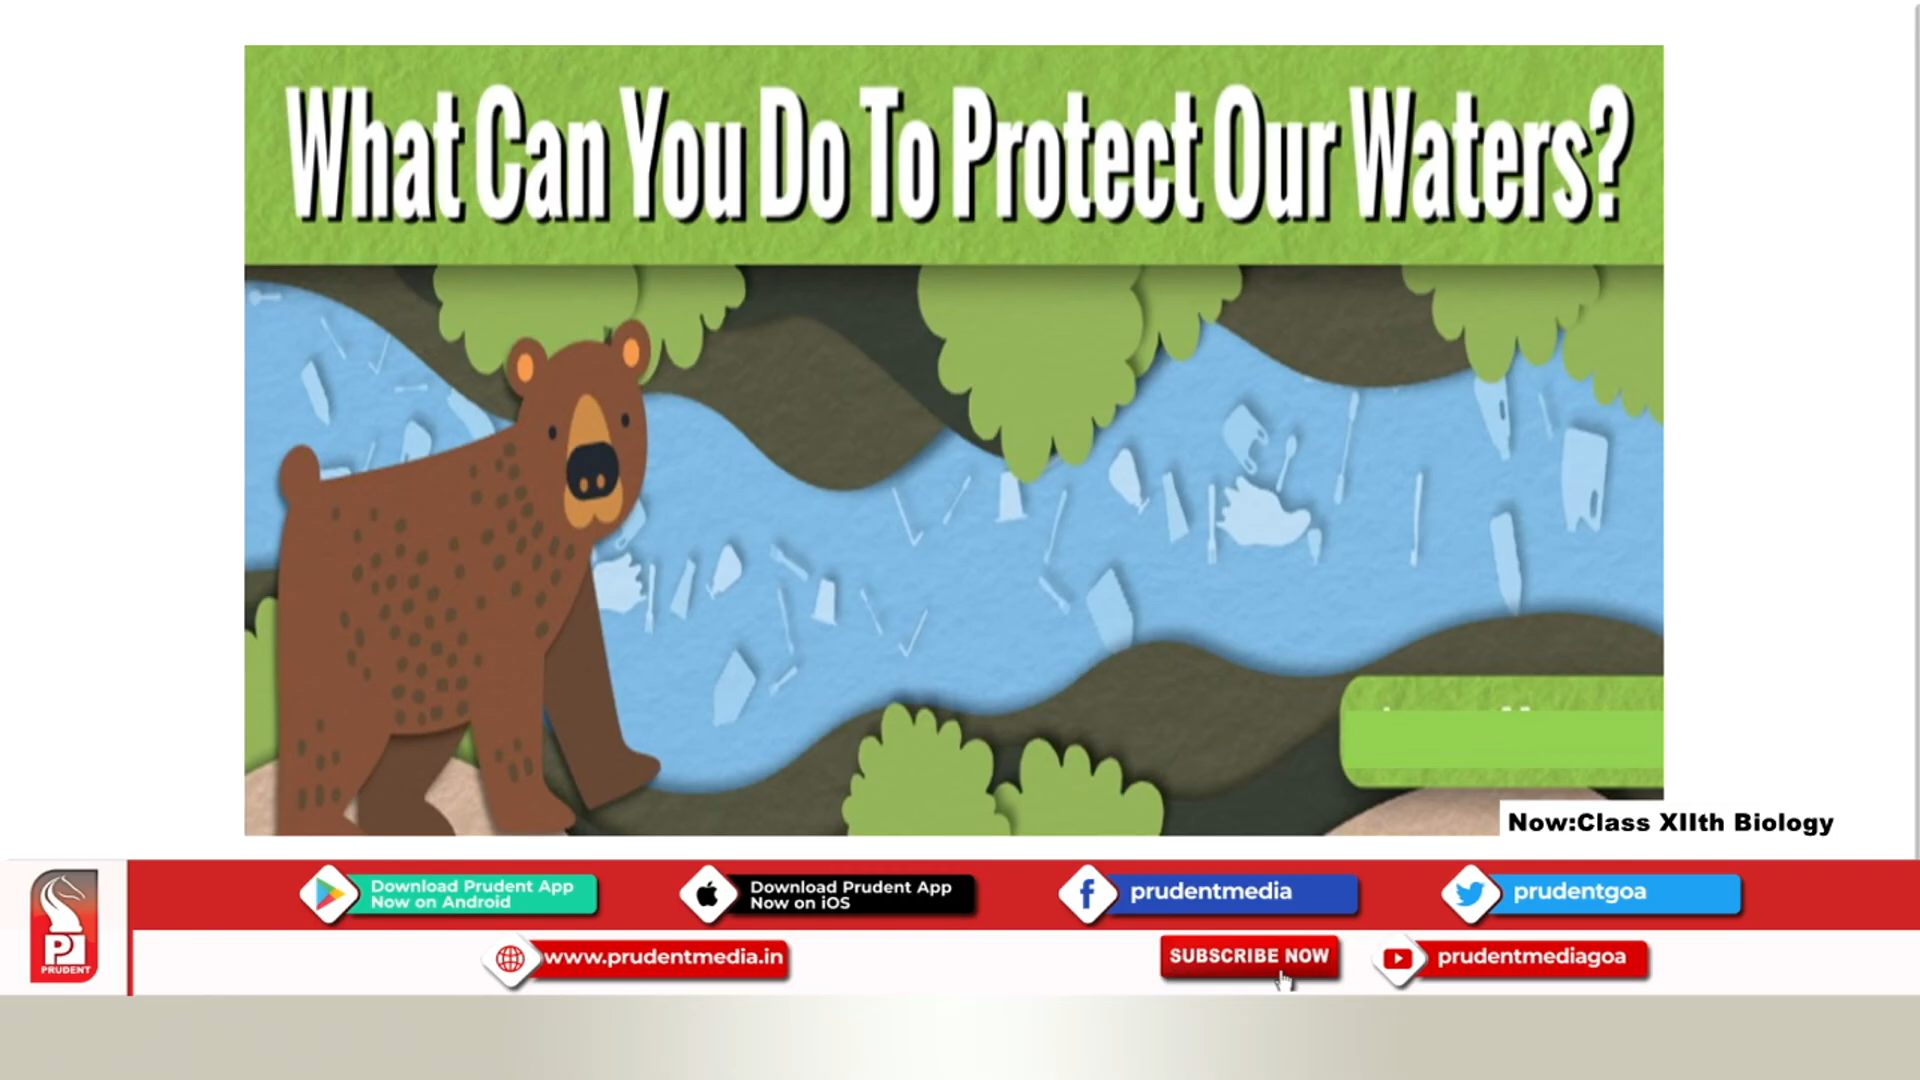 What Can You Do To Protect Our Waters?
Now:Class XIIth Biology
Download Prudent App
Now on Android
Download Prudent App
Now on iOS
prudentmedia
prudentgoa
PRUDENT
www.prudentmedia.in
SUBSCRIBE NOW
prudentmediagoa